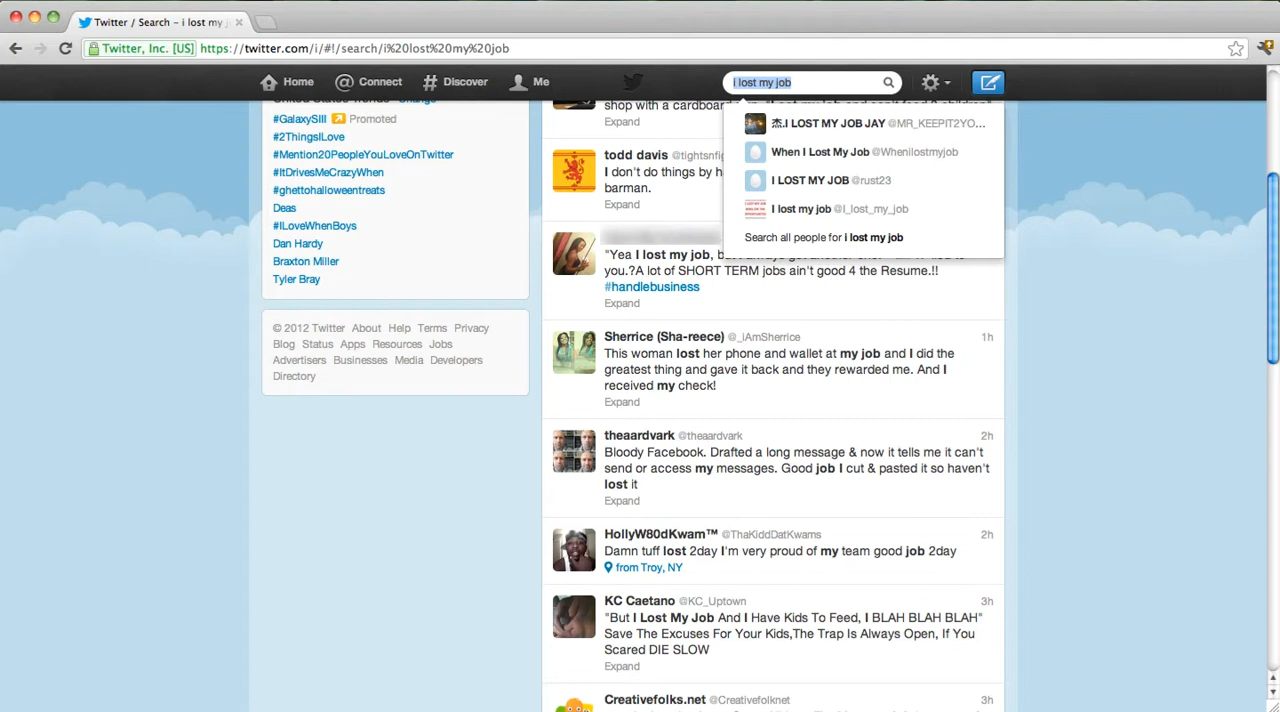 Twitter / Search – i lost my j
Twitter, Inc. [US] https://twitter.com/i/#!/search/i%20lost%20my%20job
Home @ Connect # Discover Me
i lost my job
杰.I LOST MY JOB JAY @MR_KEEPIT2YO...
When I Lost My Job @Whenilostmyjob
I LOST MY JOB @rust23
I lost my job @I_lost_my_job
Search all people for i lost my job
United States Trends · Change
#GalaxySIII Promoted
#2ThingsILove
#Mention20PeopleYouLoveOnTwitter
#ItDrivesMeCrazyWhen
#ghettohalloweentreats
Deas
#ILoveWhenBoys
Dan Hardy
Braxton Miller
Tyler Bray
© 2012 Twitter About Help Terms Privacy
Blog Status Apps Resources Jobs
Advertisers Businesses Media Developers
Directory
shop with a cardboard
Expand
todd davis @tightsnfig
I don't do things by h
barman.
Expand
"Yea I lost my job, bu
you.?A lot of SHORT TERM jobs ain't good 4 the Resume.!!
#handlebusiness
Expand
Sherrice (Sha-reece) @_iAmSherrice 1h
This woman lost her phone and wallet at my job and I did the
greatest thing and gave it back and they rewarded me. And I
received my check!
Expand
theaardvark @theaardvark 2h
Bloody Facebook. Drafted a long message & now it tells me it can't
send or access my messages. Good job I cut & pasted it so haven't
lost it
Expand
HollyW80dKwam™ @ThaKiddDatKwams 2h
Damn tuff lost 2day I'm very proud of my team good job 2day
from Troy, NY
KC Caetano @KC_Uptown 3h
"But I Lost My Job And I Have Kids To Feed, I BLAH BLAH BLAH"
Save The Excuses For Your Kids,The Trap Is Always Open, If You
Scared DIE SLOW
Expand
Creativefolks.net @Creativefolknet 3h